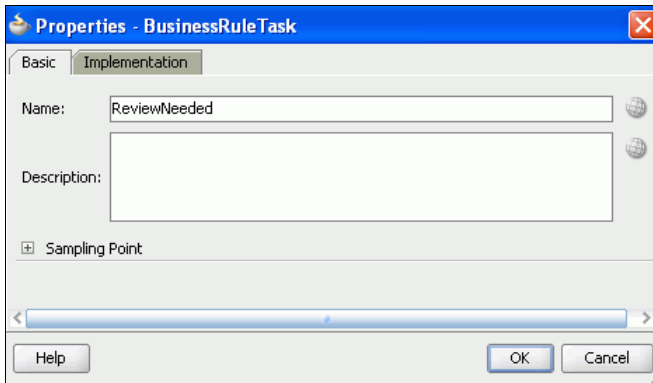 Properties - BusinessRuleTask
Basic Implementation
Name: ReviewNeeded
Description:
Sampling Point
Help OK Cancel